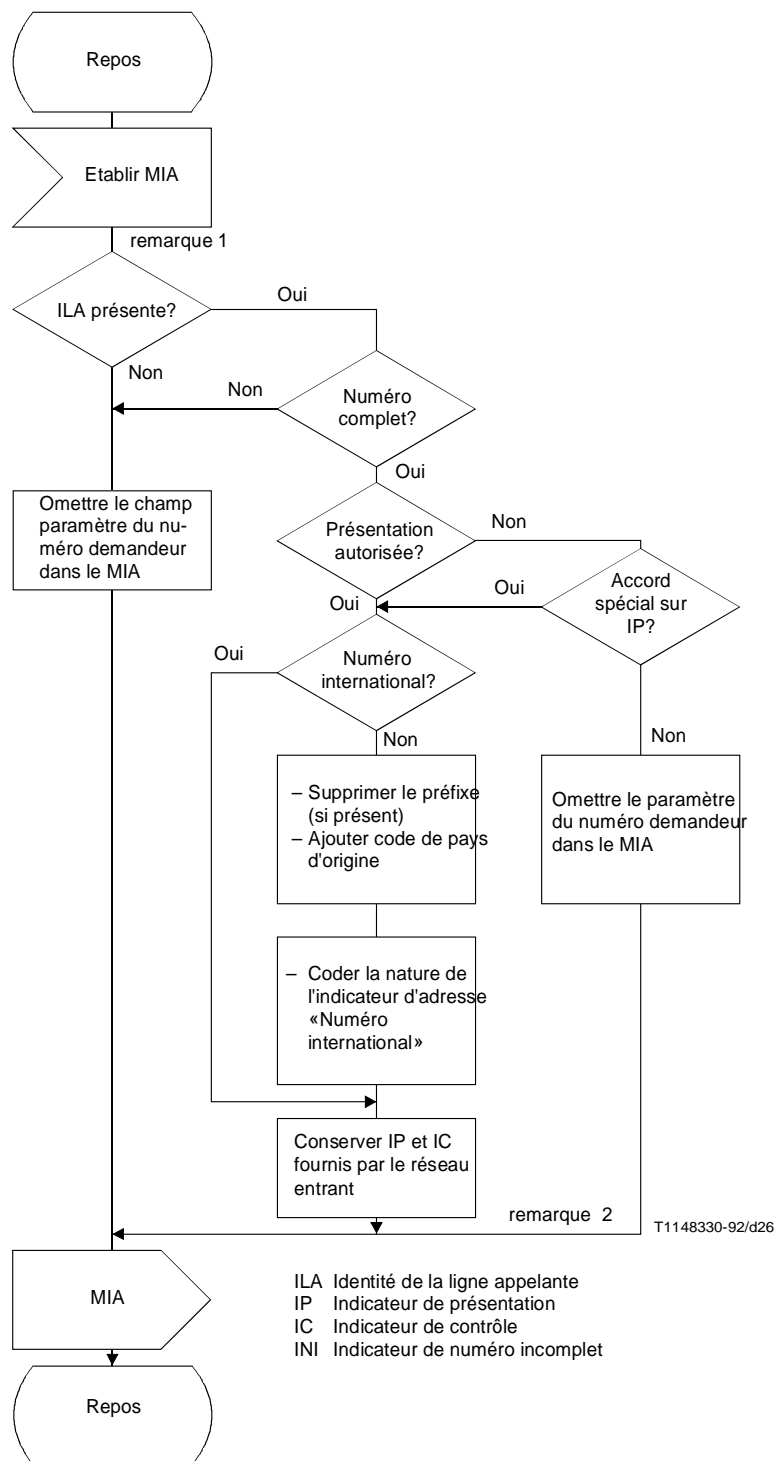 Repos
Etablir MIA
remarque 1
ILA présente?
Oui
Non
Non
Numéro
complet?
Oui
Omettre le champ
paramètre du nu-
méro demandeur
dans le MIA
Présentation
autorisée?
Non
Oui
Oui
Accord
spécial sur
IP?
Oui
Numéro
international?
Non
Non
– Supprimer le préfixe
(si présent)
– Ajouter code de pays
d'origine
Omettre le paramètre
du numéro demandeur
dans le MIA
– Coder la nature de
l'indicateur d'adresse
«Numéro
international»
Conserver IP et IC
fournis par le réseau
entrant
remarque 2
T1148330-92/d26
MIA
ILA Identité de la ligne appelante
IP Indicateur de présentation
IC Indicateur de contrôle
INI Indicateur de numéro incomplet
Repos